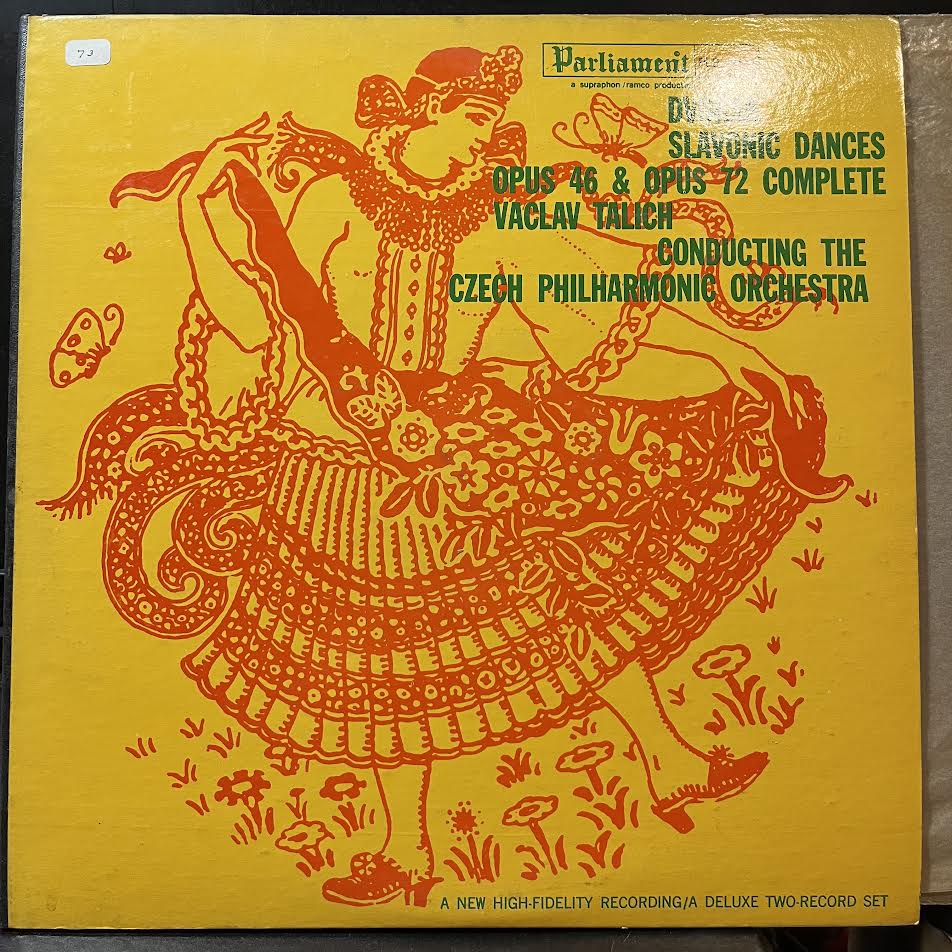 73
Parliament
a supraphon/ramco
SLAVONIC DANCES
OPUS 46 & OPUS 72 COMPLETE
VACLAV TALICH
CONDUCTING THE
CZECH PHILHARMONIC ORCHESTRA
A NEW HIGH-FIDELITY RECORDING/A DELUXE TWO-RECORD SET